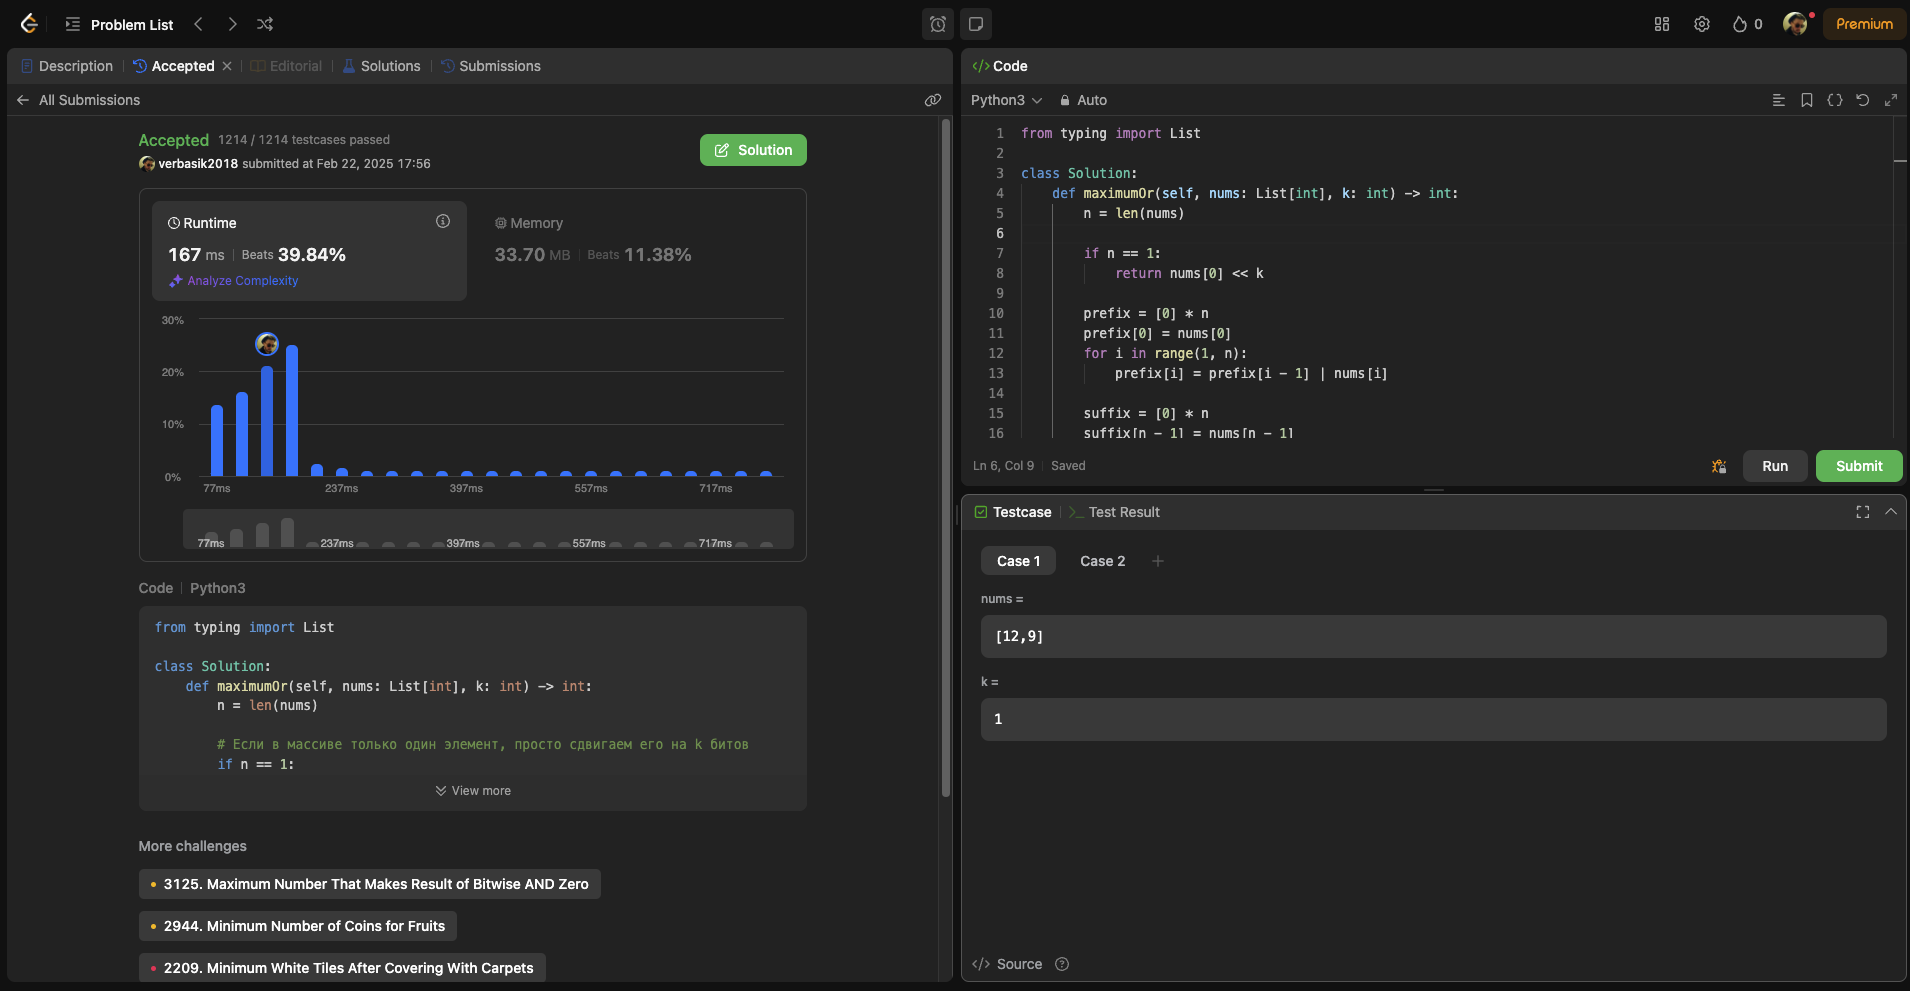 Problem List
0
Premium
Description
Accepted
Editorial
Solutions
Submissions
All Submissions
Accepted 1214 / 1214 testcases passed
verbasik2018 submitted at Feb 22, 2025 17:56
Solution
Runtime
167 ms | Beats 39.84%
Analyze Complexity
Memory
33.70 MB | Beats 11.38%
30%
20%
10%
0%
77ms 237ms 397ms 557ms 717ms
77ms 237ms 397ms 557ms 717ms
Code | Python3
from typing import List
class Solution:
    def maximumOr(self, nums: List[int], k: int) -> int:
        n = len(nums)
        # Если в массиве только один элемент, просто сдвигаем его на k битов
        if n == 1:
View more
More challenges
3125. Maximum Number That Makes Result of Bitwise AND Zero
2944. Minimum Number of Coins for Fruits
2209. Minimum White Tiles After Covering With Carpets
</> Code
Python3
Auto
1 from typing import List
2
3 class Solution:
4     def maximumOr(self, nums: List[int], k: int) -> int:
5         n = len(nums)
6
7         if n == 1:
8             return nums[0] << k
9
10         prefix = [0] * n
11         prefix[0] = nums[0]
12         for i in range(1, n):
13             prefix[i] = prefix[i - 1] | nums[i]
14
15         suffix = [0] * n
16         suffix[n - 1] = nums[n - 1]
Ln 6, Col 9 | Saved
Run
Submit
Testcase
Test Result
Case 1
Case 2
nums =
[12,9]
k =
1
</> Source